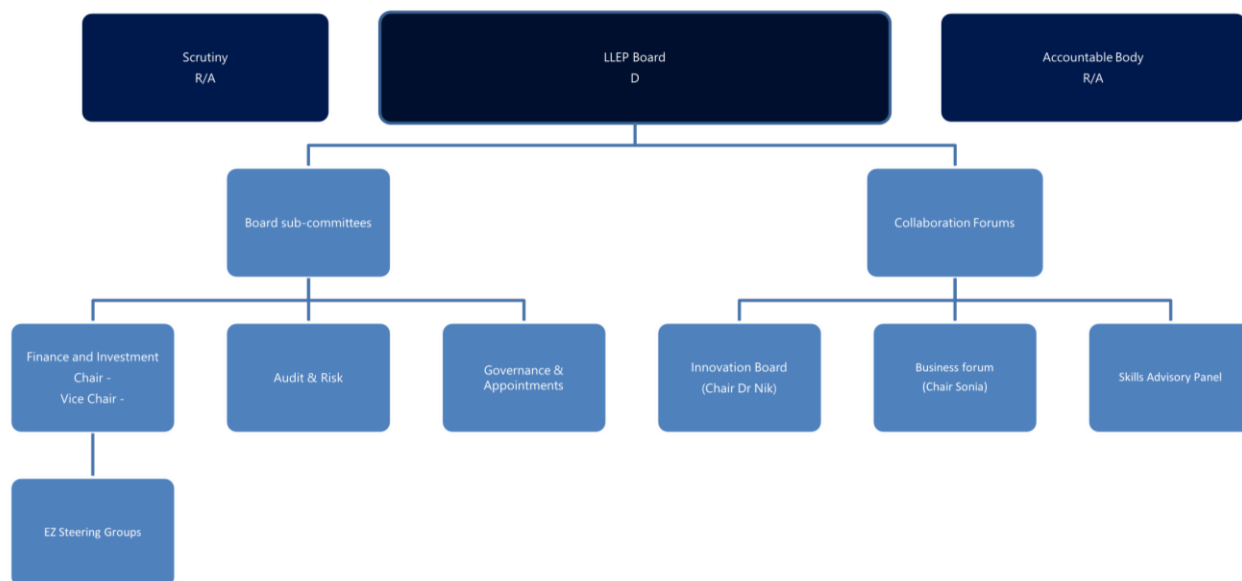 Scrutiny
R/A
LLEP Board
D
Accountable Body
R/A
Board sub-committees
Collaboration Forums
Finance and Investment
Chair -
Vice Chair -
Audit & Risk
Governance &
Appointments
Innovation Board
(Chair Dr Nik)
Business forum
(Chair Sonia)
Skills Advisory Panel
EZ Steering Groups